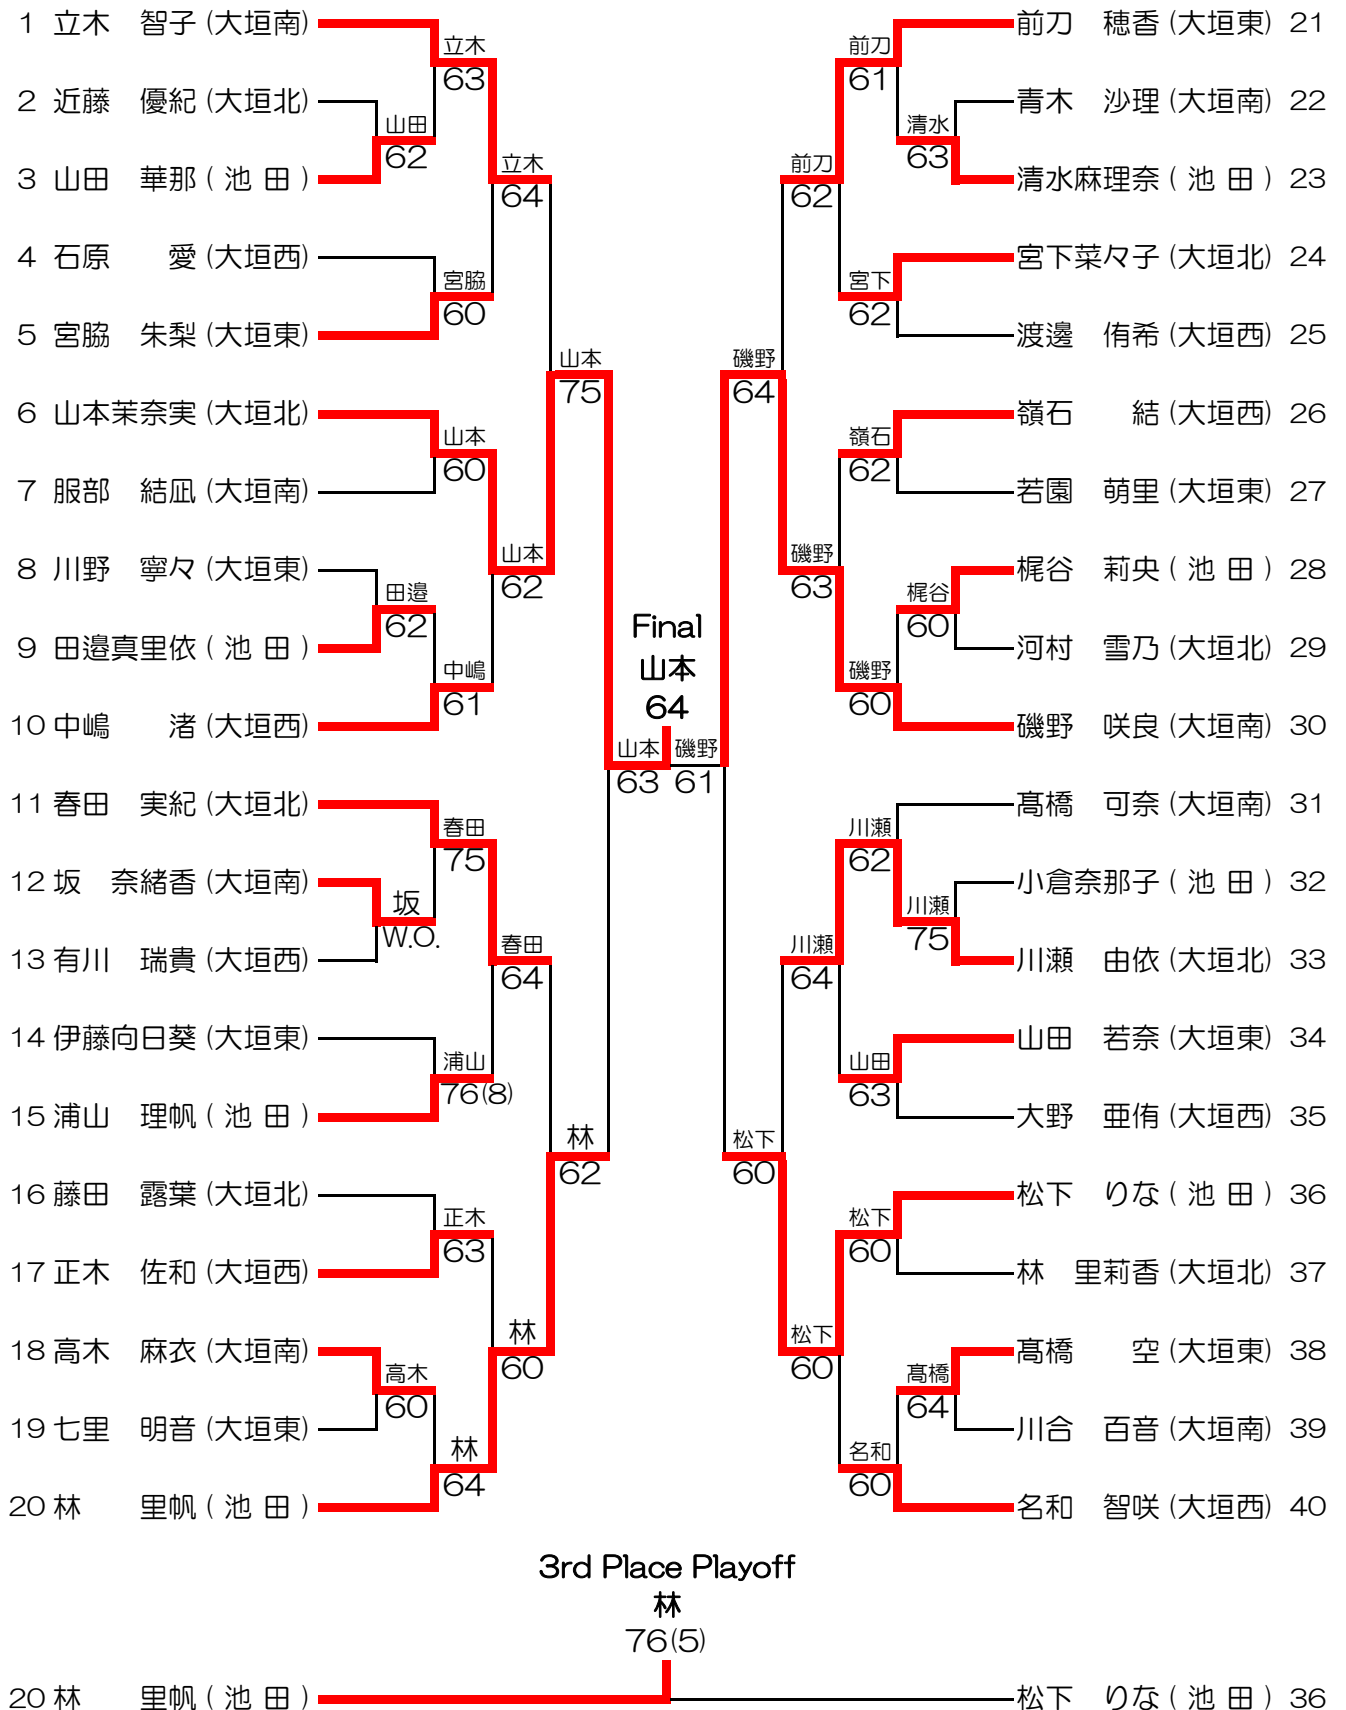 1 立木　智子 (大垣南)
2 近藤　優紀 (大垣北)
3 山田　華那 ( 池 田 )
4 石原　　愛 (大垣西)
5 宮脇　朱梨 (大垣東)
6 山本茉奈実 (大垣北)
7 服部　結凪 (大垣南)
8 川野　寧々 (大垣東)
9 田邉真里依 ( 池 田 )
10 中嶋　　渚 (大垣西)
11 春田　実紀 (大垣北)
12 坂　奈緒香 (大垣南)
13 有川　瑞貴 (大垣西)
14 伊藤向日葵 (大垣東)
15 浦山　理帆 ( 池 田 )
16 藤田　露葉 (大垣北)
17 正木　佐和 (大垣西)
18 高木　麻衣 (大垣南)
19 七里　明音 (大垣東)
20 林　　里帆 ( 池 田 )
山田
62
田邉
62
坂
W.O.
高木
60
立木
63
宮脇
60
山本
60
中嶋
61
春田
75
浦山
76(8)
正木
63
林
64
立木
64
山本
62
春田
64
林
60
山本
75
林
62
山本
63
Final
山本
64
磯野
61
磯野
64
松下
60
前刀
62
磯野
63
川瀬
64
松下
60
前刀
61
宮下
62
嶺石
62
磯野
60
川瀬
62
山田
63
松下
60
名和
60
清水
63
梶谷
60
川瀬
75
髙橋
64
前刀　穂香 (大垣東) 21
青木　沙理 (大垣南) 22
清水麻理奈 ( 池 田 ) 23
宮下菜々子 (大垣北) 24
渡邊　侑希 (大垣西) 25
嶺石　　結 (大垣西) 26
若園　萌里 (大垣東) 27
梶谷　莉央 ( 池 田 ) 28
河村　雪乃 (大垣北) 29
磯野　咲良 (大垣南) 30
髙橋　可奈 (大垣南) 31
小倉奈那子 ( 池 田 ) 32
川瀬　由依 (大垣北) 33
山田　若奈 (大垣東) 34
大野　亜侑 (大垣西) 35
松下　りな ( 池 田 ) 36
林　里莉香 (大垣北) 37
髙橋　　空 (大垣東) 38
川合　百音 (大垣南) 39
名和　智咲 (大垣西) 40
3rd Place Playoff
林
76(5)
20 林　　里帆 ( 池 田 )
松下　りな ( 池 田 ) 36